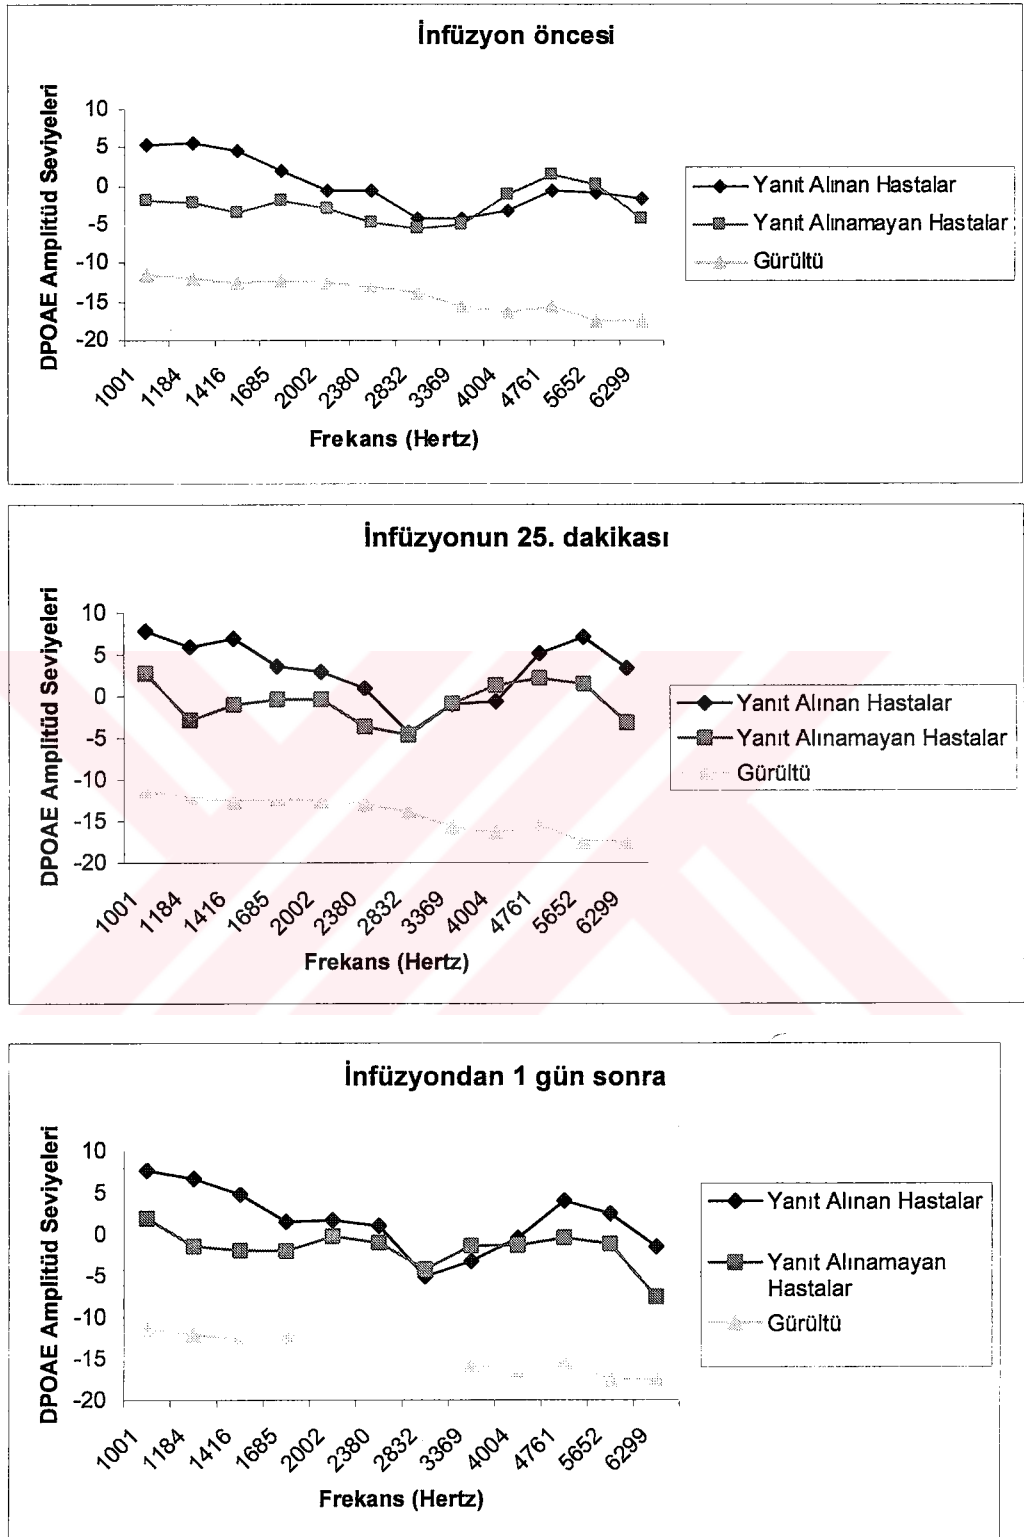 İnfüzyon öncesi
DPOAE Amplitüd Seviyeleri
10
5
0
-5
-10
-15
-20
1001 1184 1416 1685 2002 2380 2832 3369 4004 4761 5652 6299
Frekans (Hertz)
Yanıt Alınan Hastalar
Yanıt Alınamayan Hastalar
Gürültü
İnfüzyonun 25. dakikası
DPOAE Amplitüd Seviyeleri
10
5
0
-5
-10
-15
-20
1001 1184 1416 1685 2002 2380 2832 3369 4004 4761 5652 6299
Frekans (Hertz)
Yanıt Alınan Hastalar
Yanıt Alınamayan Hastalar
Gürültü
İnfüzyondan 1 gün sonra
DPOAE Amplitüd Seviyeleri
10
5
0
-5
-10
-15
-20
1001 1184 1416 1685 2002 2380 2832 3369 4004 4761 5652 6299
Frekans (Hertz)
Yanıt Alınan Hastalar
Yanıt Alınamayan
Hastalar
Gürültü